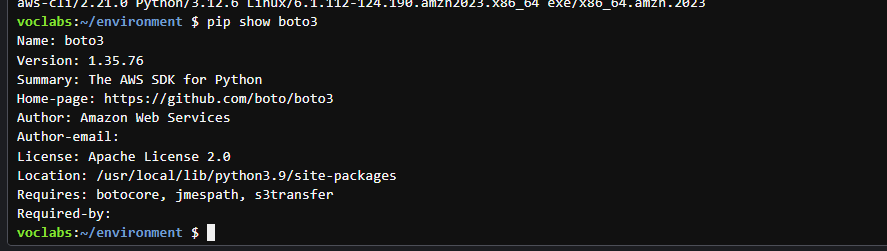 aws-cli/2.21.0 Python/3.12.6 Linux/6.1.112-124.190.amzn2023.x86_64 exe/x86_64.amzn.2023
voclabs:~/environment $ pip show boto3
Name: boto3
Version: 1.35.76
Summary: The AWS SDK for Python
Home-page: https://github.com/boto/boto3
Author: Amazon Web Services
Author-email:
License: Apache License 2.0
Location: /usr/local/lib/python3.9/site-packages
Requires: botocore, jmespath, s3transfer
Required-by:
voclabs:~/environment $